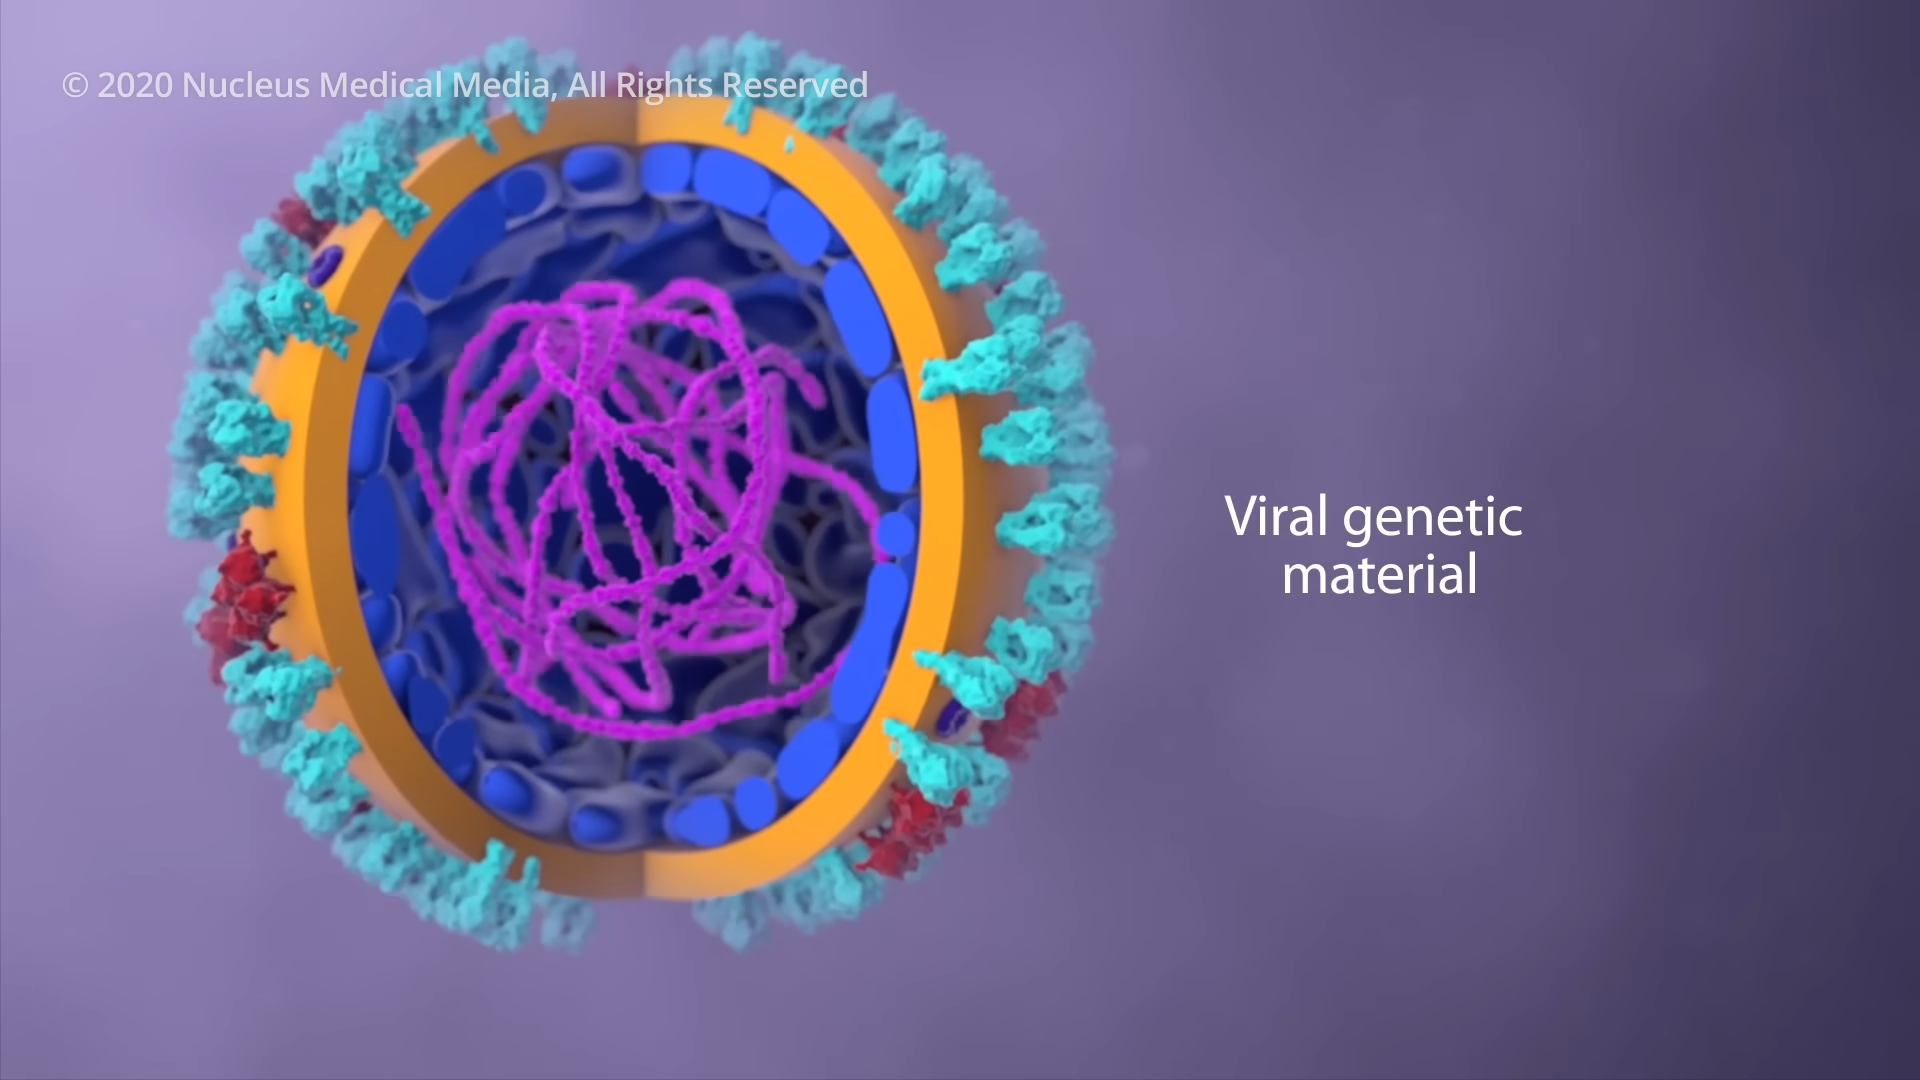 © 2020 Nucleus Medical Media, All Rights Reserved
Viral genetic
material